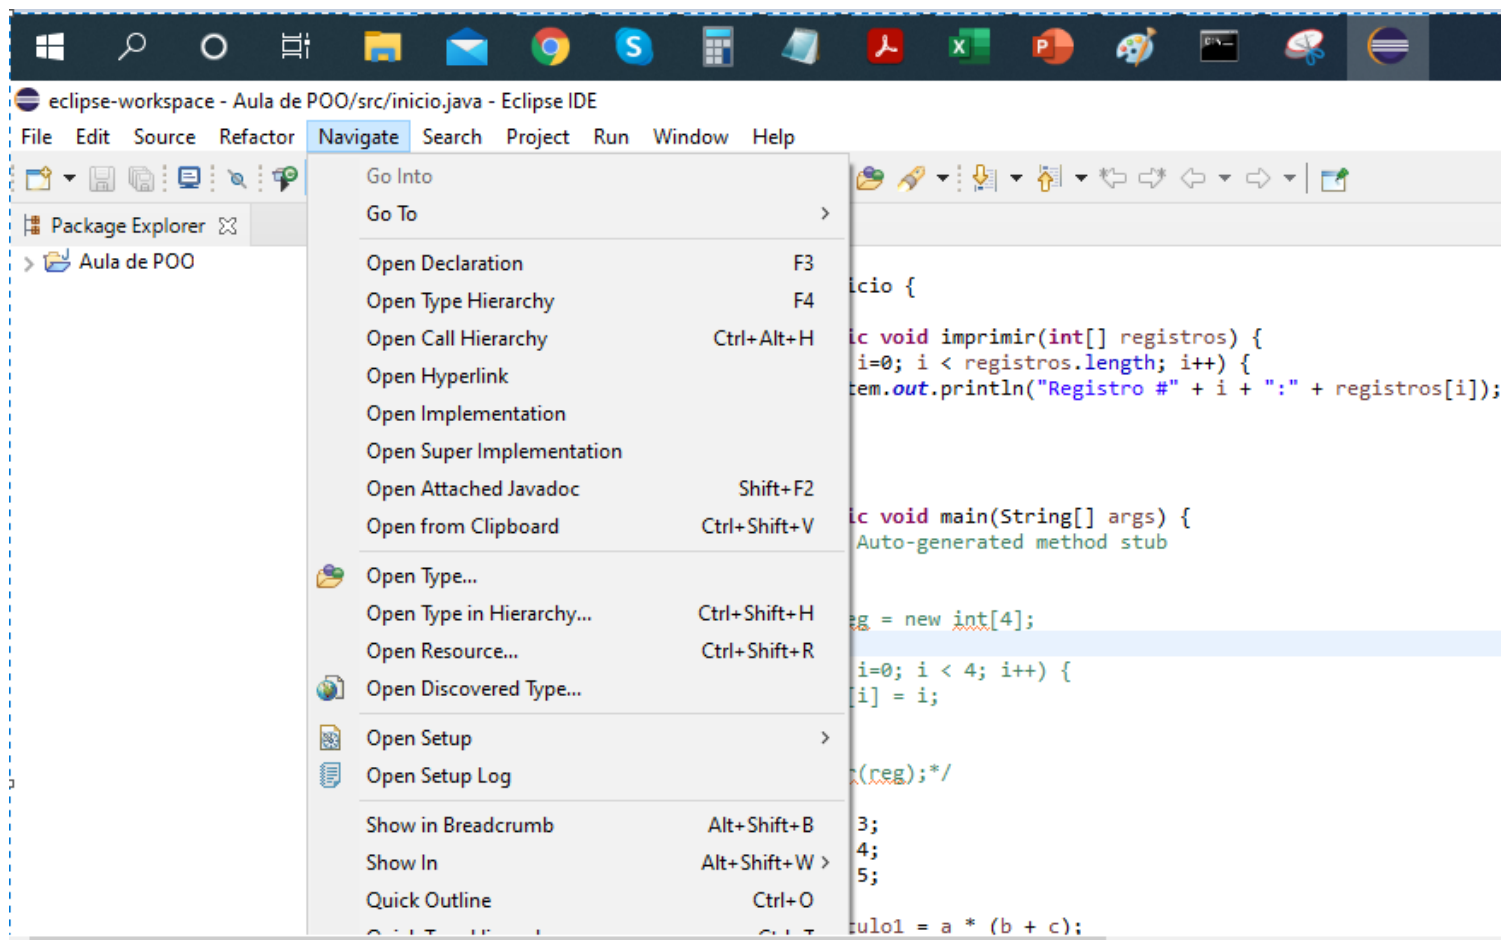 eclipse-workspace - Aula de POO/src/inicio.java - Eclipse IDE
File Edit Source Refactor Navigate Search Project Run Window Help
Package Explorer
Aula de POO
Go Into
Go To
Open Declaration F3
Open Type Hierarchy F4
Open Call Hierarchy Ctrl+Alt+H
Open Hyperlink
Open Implementation
Open Super Implementation
Open Attached Javadoc Shift+F2
Open from Clipboard Ctrl+Shift+V
Open Type...
Open Type in Hierarchy... Ctrl+Shift+H
Open Resource... Ctrl+Shift+R
Open Discovered Type...
Open Setup
Open Setup Log
Show in Breadcrumb Alt+Shift+B
Show In Alt+Shift+W >
Quick Outline Ctrl+O
icio {
ic void imprimir(int[] registros) {
i=0; i < registros.length; i++) {
tem.out.println("Registro #" + i + ":" + registros[i]);
ic void main(String[] args) {
Auto-generated method stub
eg = new int[4];
i=0; i < 4; i++) {
[i] = i;
r(reg);*/
3;
4;
5;
culo1 = a * (b + c);